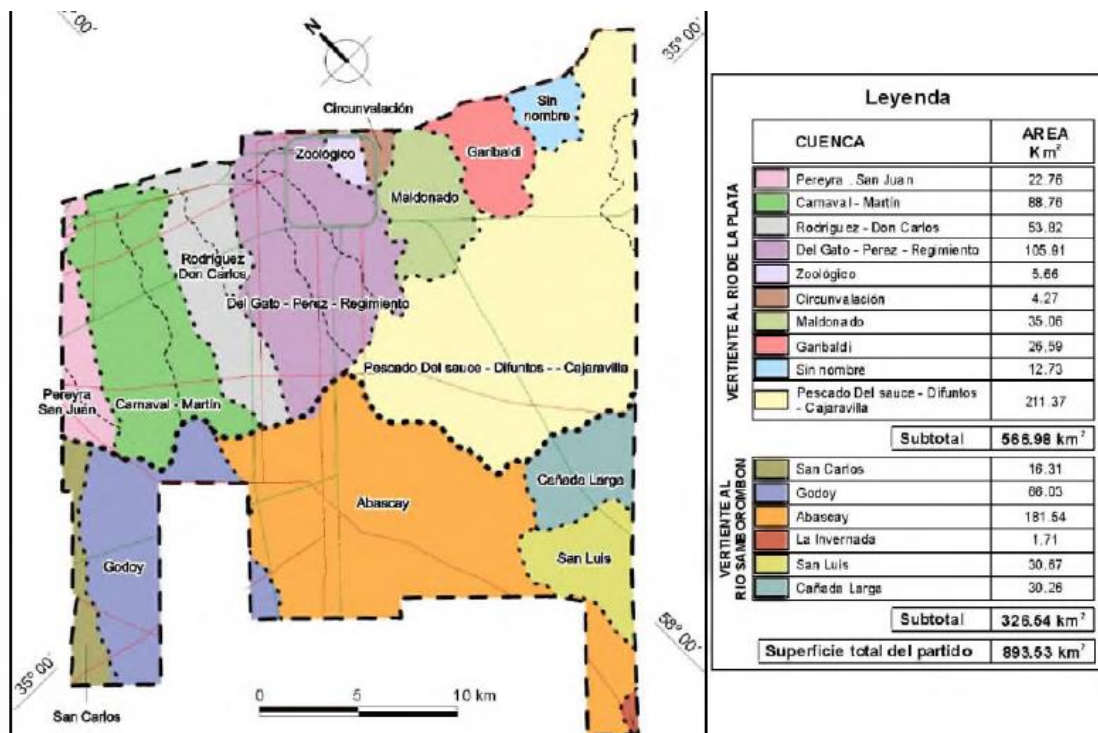 N
35° 00'
Circunvalación
Sin
nombre
Zoológico
Garibaldi
Maldonado
Rodríguez
Don Carlos
Del Gato - Perez - Regimiento
Pescado Del sauce - Difuntos - - Cajaravilla
Pereyra
San Juán
Carnaval - Martín
Cañada Larga
Abascay
San Luis
Godoy
58° 00'
35° 00'
0 5 10 km
San Carlos
Leyenda
CUENCA AREA
Km²
VERTIENTE AL RIO DE LA PLATA
Pereyra . San Juan 22.76
Carnaval - Martín 88.76
Rodríguez - Don Carlos 53.82
Del Gato - Perez - Regimiento 105.91
Zoológico 5.66
Circunvalación 4.27
Maldonado 35.06
Garibaldi 26.59
Sin nombre 12.73
Pescado Del sauce - Difuntos
- Cajaravilla 211.37
Subtotal 566.98 km²
VERTIENTE AL
RIO SAMBOROMBON
San Carlos 16.31
Godoy 66.03
Abascay 181.54
La Invernada 1.71
San Luis 30.67
Cañada Larga 30.26
Subtotal 326.54 km²
Superficie total del partido 893.53 km²